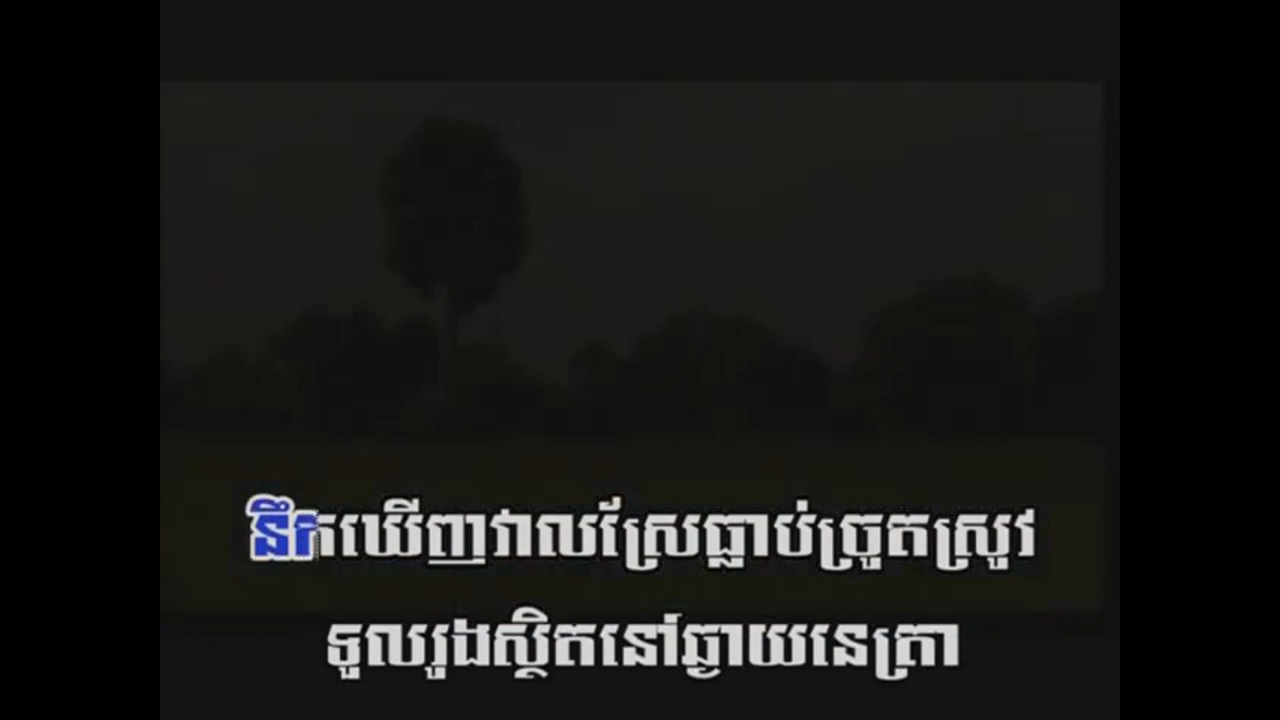 នឹកឃើញវាលស្រែធ្លាប់ច្រូតស្រូវ
ទួលរូងស្ថិតនៅឆ្ងាយនេត្រា